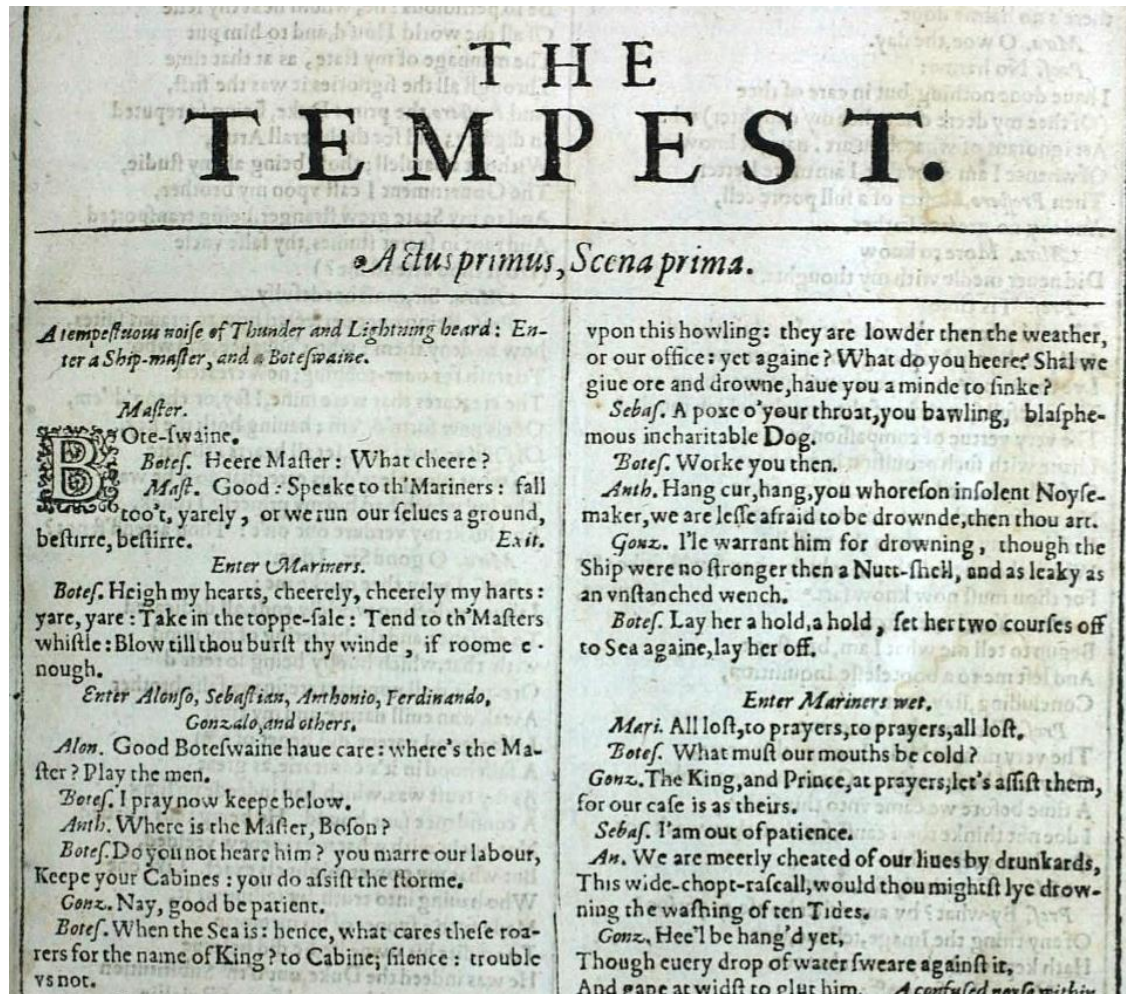 THE
TEMPEST.
Actus primus, Scena prima.
A tempeſtuous noiſe of Thunder and Lightning heard: En-
ter a Ship-maſter, and a Boteſwaine.
Maſter.
BOte-ſwaine.
Boteſ. Heere Maſter: What cheere?
Maſt. Good: Speake to th'Mariners: fall
too't, yarely, or we run our ſelues a ground,
beſtirre, beſtirre. Exit.
Enter Mariners.
Boteſ. Heigh my hearts, cheerely, cheerely my harts:
yare, yare: Take in the toppe-ſale: Tend to th'Maſters
whiſtle: Blow till thou burſt thy winde, if roome e-
nough.
Enter Alonſo, Sebaſtian, Anthonio, Ferdinando,
Gonzalo, and others.
Alon. Good Boteſwaine haue care: where's the Ma-
ſter? Play the men.
Boteſ. I pray now keepe below.
Anth. Where is the Maſter, Boſon?
Boteſ. Do you not heare him? you marre our labour,
Keepe your Cabines: you do aſsiſt the ſtorme.
Gonz. Nay, good be patient.
Boteſ. When the Sea is: hence, what cares theſe roa-
rers for the name of King? to Cabine; ſilence: trouble
vs not.
vpon this howling: they are lowder then the weather,
or our office: yet againe? What do you heere? Shal we
giue ore and drowne, haue you a minde to ſinke?
Sebaſ. A poxe o'your throat, you bawling, blaſphe-
mous incharitable Dog.
Boteſ. Worke you then.
Anth. Hang cur, hang, you whoreſon inſolent Noyſe-
maker, we are leſſe afraid to be drownde, then thou art.
Gonz. I'le warrant him for drowning, though the
Ship were no ſtronger then a Nutt-ſhell, and as leaky as
an vnſtanched wench.
Boteſ. Lay her a hold, a hold, ſet her two courſes off
to Sea againe, lay her off.
Enter Mariners wet.
Mari. All loſt, to prayers, to prayers, all loſt.
Boteſ. What muſt our mouths be cold?
Gonz. The King, and Prince, at prayers, let's aſſiſt them,
for our caſe is as theirs.
Sebaſ. I'am out of patience.
An. We are meerly cheated of our liues by drunkards,
This wide-chopt-raſcall, would thou mightſt lye drow-
ning the waſhing of ten Tides.
Gonz. Hee'l be hang'd yet,
Though euery drop of water ſweare againſt it,
And gape at widſt to glut him. A confuſed noyſe within.